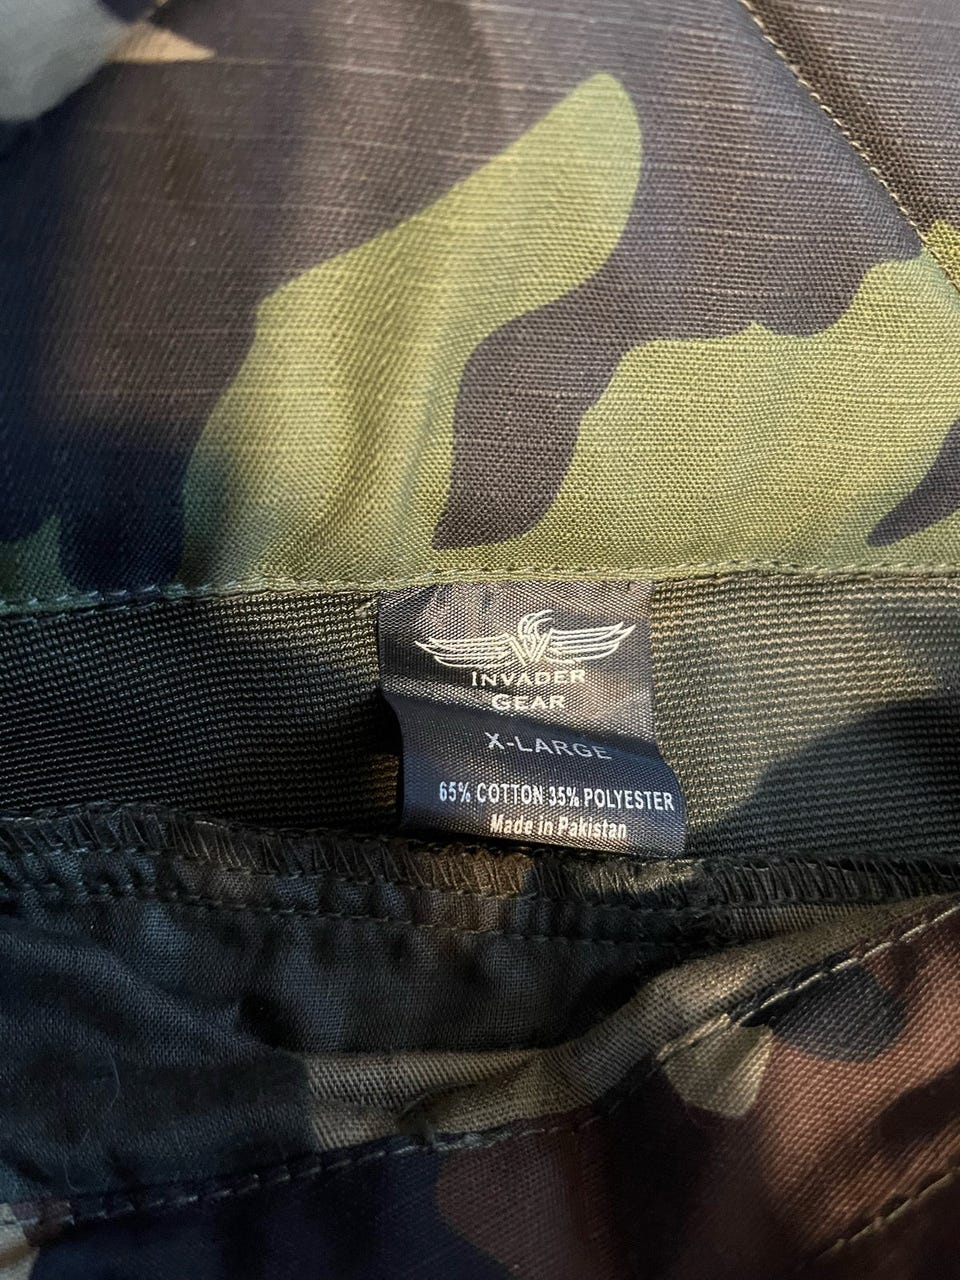 INVADER
GEAR
X-LARGE
65% COTTON 35% POLYESTER
Made in Pakistan